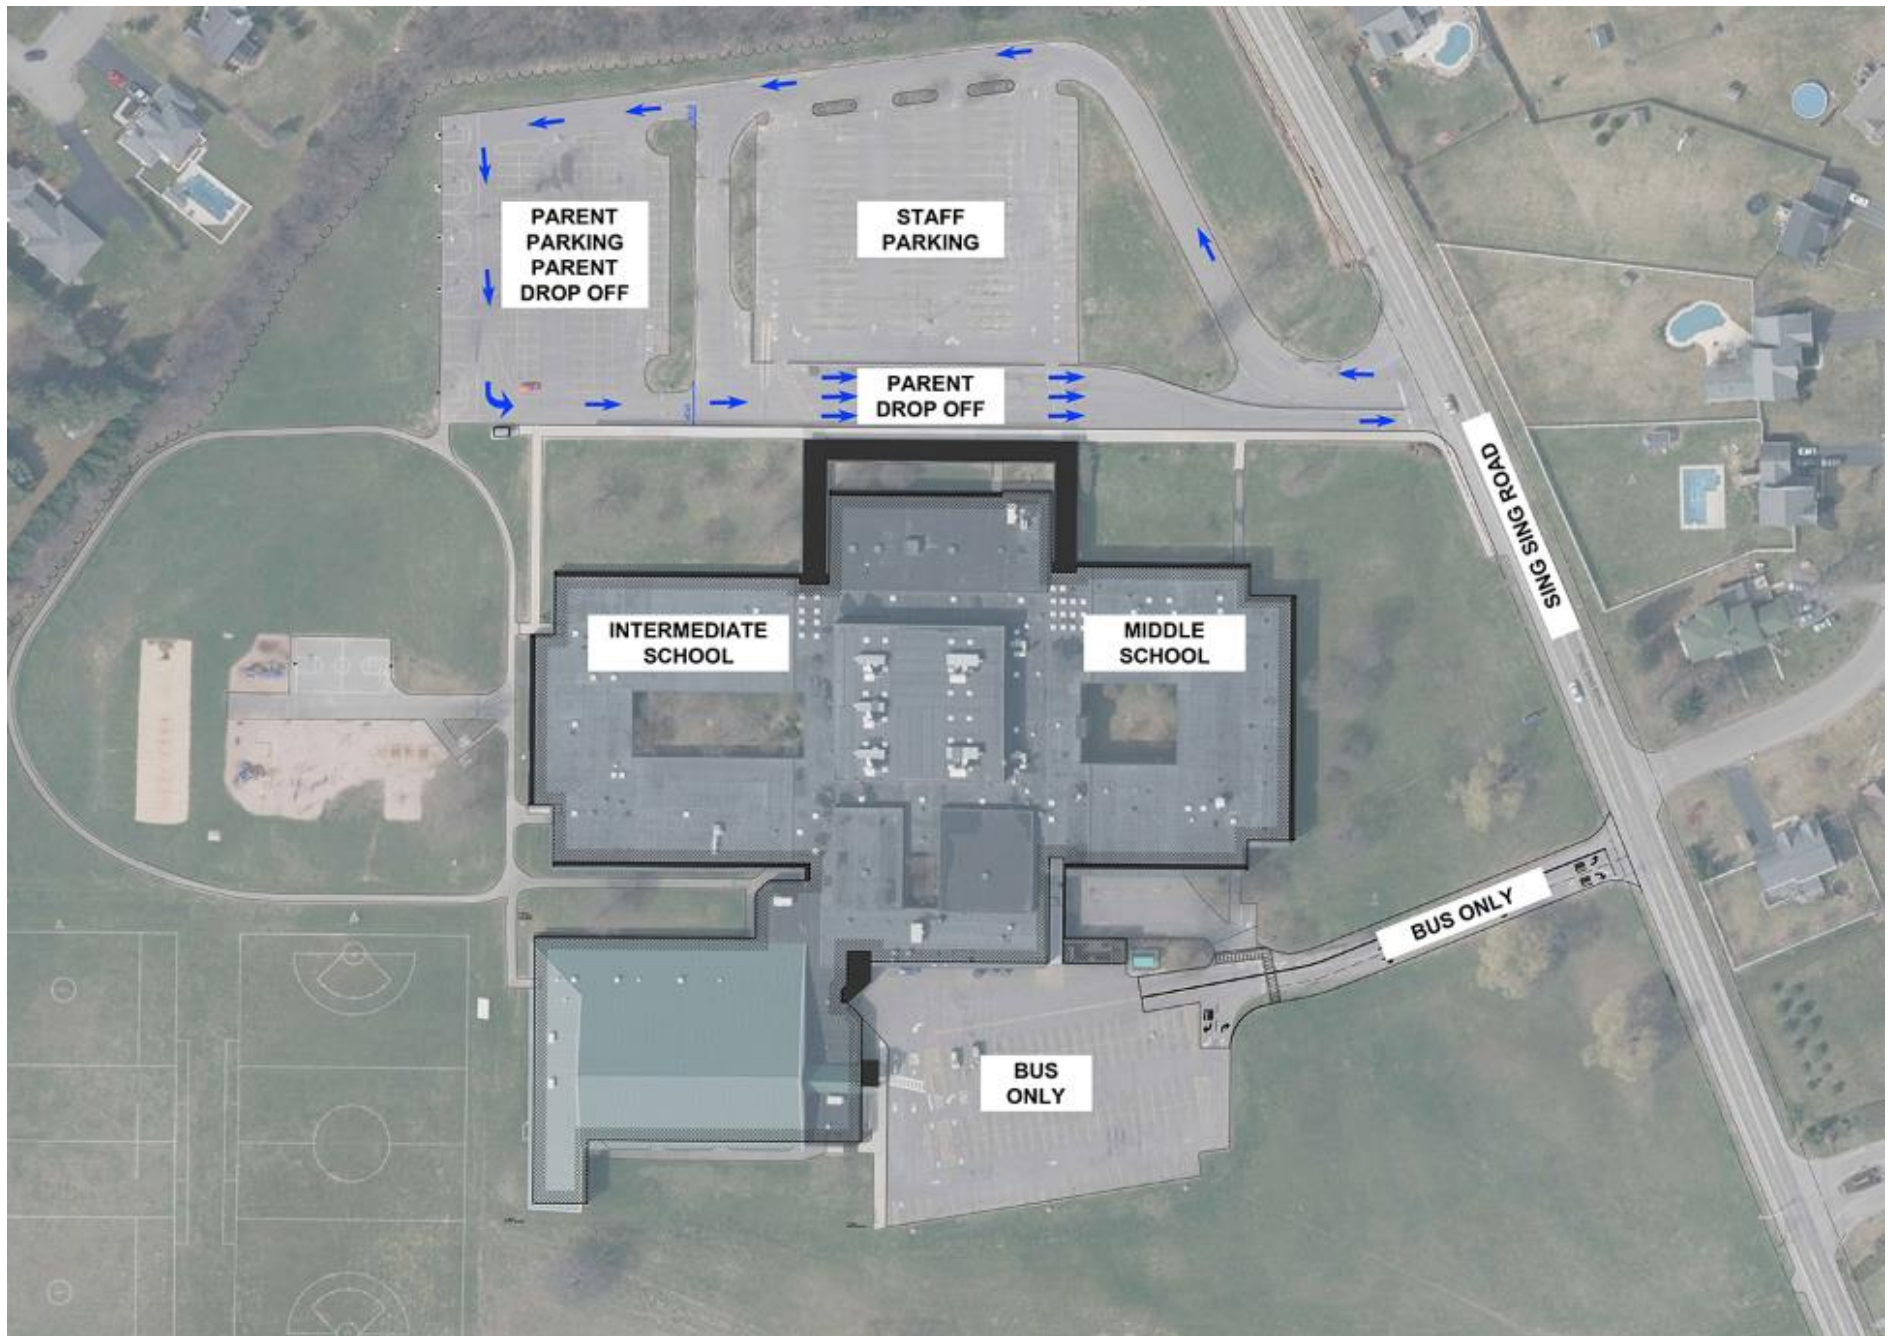 PARENT
PARKING
PARENT
DROP OFF
STAFF
PARKING
PARENT
DROP OFF
SING SING ROAD
INTERMEDIATE
SCHOOL
MIDDLE
SCHOOL
BUS ONLY
BUS
ONLY